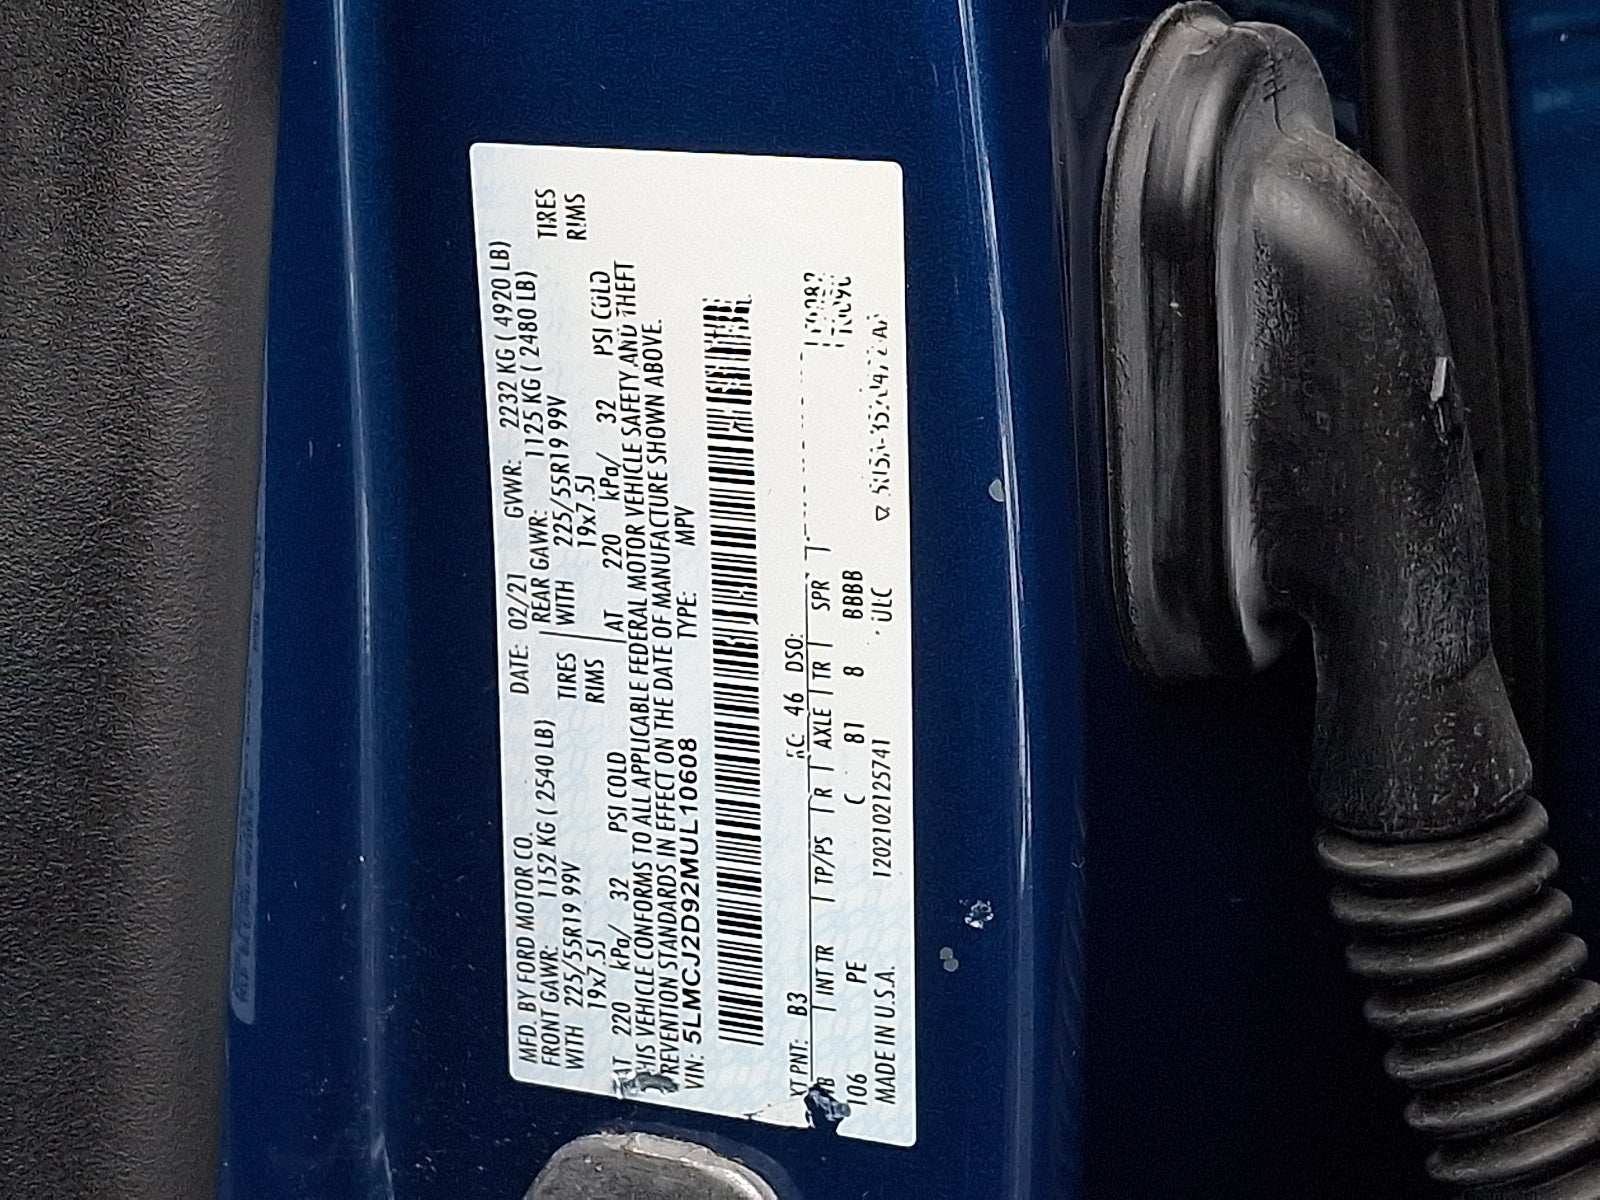 MFD. BY FORD MOTOR CO. DATE: 02/21 GVWR: 2232 KG ( 4920 LB)
FRONT GAWR: 1152 KG ( 2540 LB) REAR GAWR: 1125 KG ( 2480 LB)
WITH 225/55R19 99V TIRES WITH 225/55R19 99V TIRES
19x7.5J RIMS 19x7.5J RIMS
AT 220 kPa/ 32 PSI COLD AT 220 kPa/ 32 PSI COLD
THIS VEHICLE CONFORMS TO ALL APPLICABLE FEDERAL MOTOR VEHICLE SAFETY AND THEFT
PREVENTION STANDARDS IN EFFECT ON THE DATE OF MANUFACTURE SHOWN ABOVE.
VIN: 5LMCJ2D92MUL10608 TYPE: MPV
XT PNT: B3 RC: 46 DSO:
WB INT TR TP/PS R AXLE TR SPR
106 PE C 81 8 BBBB
MADE IN U.S.A. 1202102125741 ULC